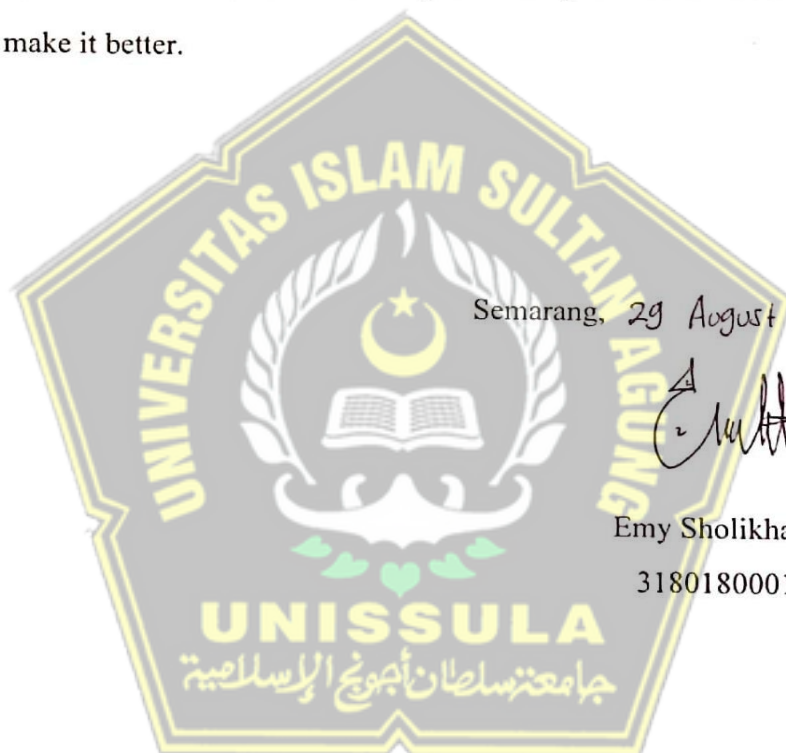 make it better.
UNIVERSITAS ISLAM SULTAN AGUNG
Semarang, 29 August
Emy Sholikha
3180180001
UNISSULA
جامعة سلطان أجونج الإسلامية